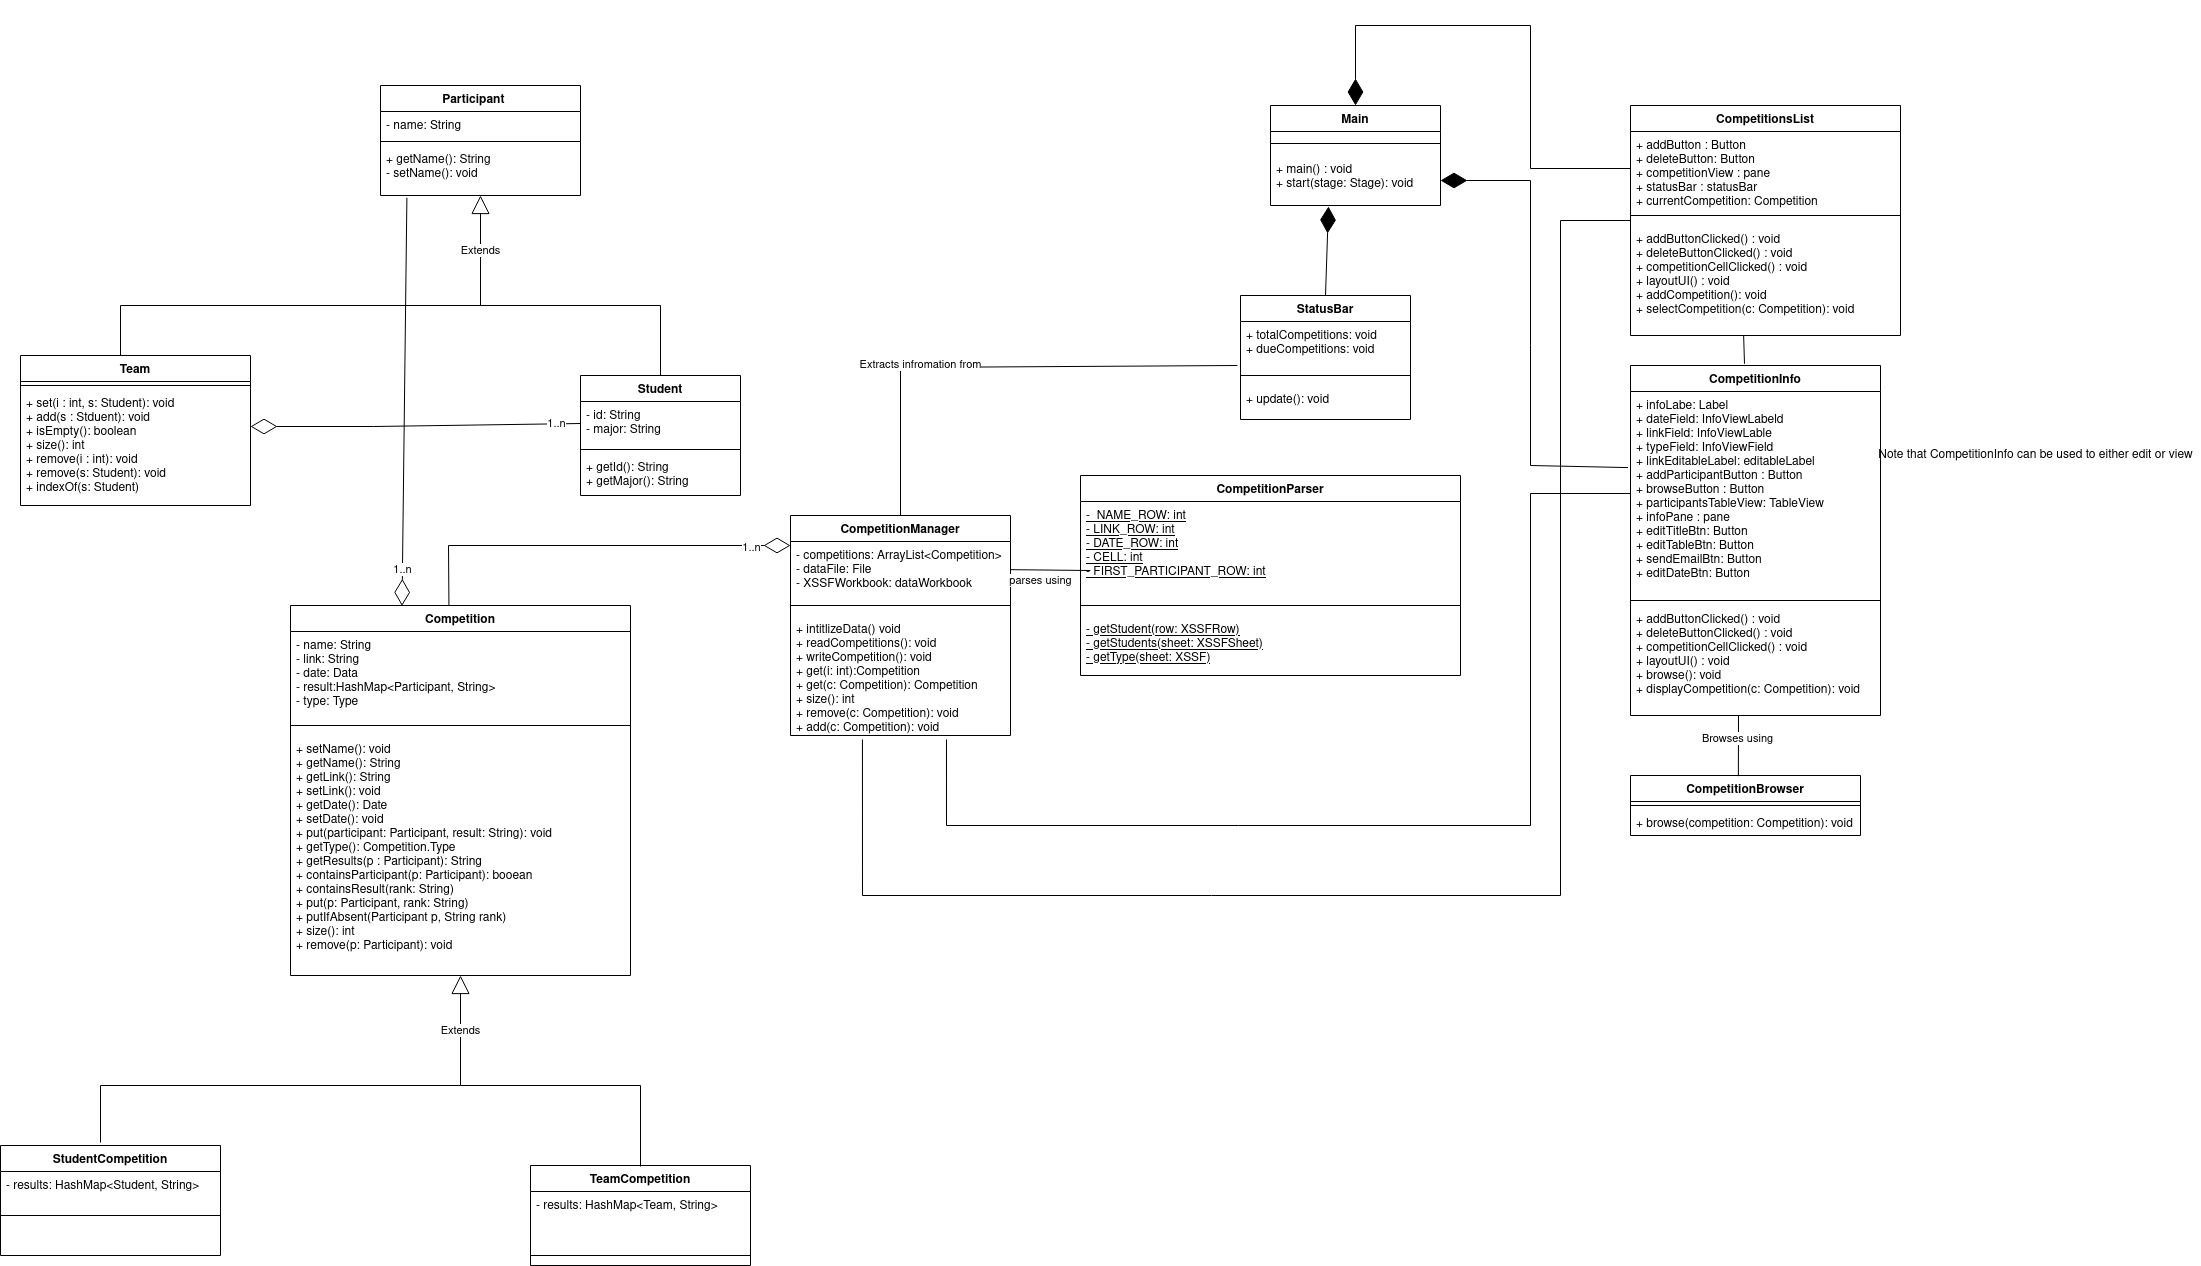 Participant
- name: String
+ getName(): String
- setName(): void
Extends
Team
+ set(i : int, s: Student): void
+ add(s : Stduent): void
+ isEmpty(): boolean
+ size(): int
+ remove(i : int): void
+ remove(s: Student): void
+ indexOf(s: Student)
1..n
Student
- id: String
- major: String
+ getId(): String
+ getMajor(): String
1..n
Competition
- name: String
- link: String
- date: Data
- result:HashMap<Participant, String>
- type: Type
+ setName(): void
+ getName(): String
+ getLink(): String
+ setLink(): void
+ getDate(): Date
+ setDate(): void
+ put(participant: Participant, result: String): void
+ getType(): Competition.Type
+ getResults(p : Participant): String
+ containsParticipant(p: Participant): booean
+ containsResult(rank: String)
+ put(p: Participant, rank: String)
+ putIfAbsent(Participant p, String rank)
+ size(): int
+ remove(p: Participant): void
Extends
StudentCompetition
- results: HashMap<Student, String>
TeamCompetition
- results: HashMap<Team, String>
1..n
CompetitionManager
- competitions: ArrayList<Competition>
- dataFile: File
- XSSFWorkbook: dataWorkbook
+ intitlizeData() void
+ readCompetitions(): void
+ writeCompetition(): void
+ get(i: int):Competition
+ get(c: Competition): Competition
+ size(): int
+ remove(c: Competition): void
+ add(c: Competition): void
Extracts infromation from
parses using
CompetitionParser
-  NAME_ROW: int
- LINK_ROW: int
- DATE_ROW: int
- CELL: int
- FIRST_PARTICIPANT_ROW: int
- getStudent(row: XSSFRow)
- getStudents(sheet: XSSFSheet)
- getType(sheet: XSSF)
Main
+ main() : void
+ start(stage: Stage): void
StatusBar
+ totalCompetitions: void
+ dueCompetitions: void
+ update(): void
CompetitionsList
+ addButton : Button
+ deleteButton: Button
+ competitionView : pane
+ statusBar : statusBar
+ currentCompetition: Competition
+ addButtonClicked() : void
+ deleteButtonClicked() : void
+ competitionCellClicked() : void
+ layoutUI() : void
+ addCompetition(): void
+ selectCompetition(c: Competition): void
CompetitionInfo
+ infoLabe: Label
+ dateField: InfoViewLabeld
+ linkField: InfoViewLable
+ typeField: InfoViewField
+ linkEditableLabel: editableLabel
+ addParticipantButton : Button
+ browseButton : Button
+ participantsTableView: TableView
+ infoPane : pane
+ editTitleBtn: Button
+ editTableBtn: Button
+ sendEmailBtn: Button
+ editDateBtn: Button
+ addButtonClicked() : void
+ deleteButtonClicked() : void
+ competitionCellClicked() : void
+ layoutUI() : void
+ browse(): void
+ displayCompetition(c: Competition): void
Note that CompetitionInfo can be used to either edit or view
Browses using
CompetitionBrowser
+ browse(competition: Competition): void